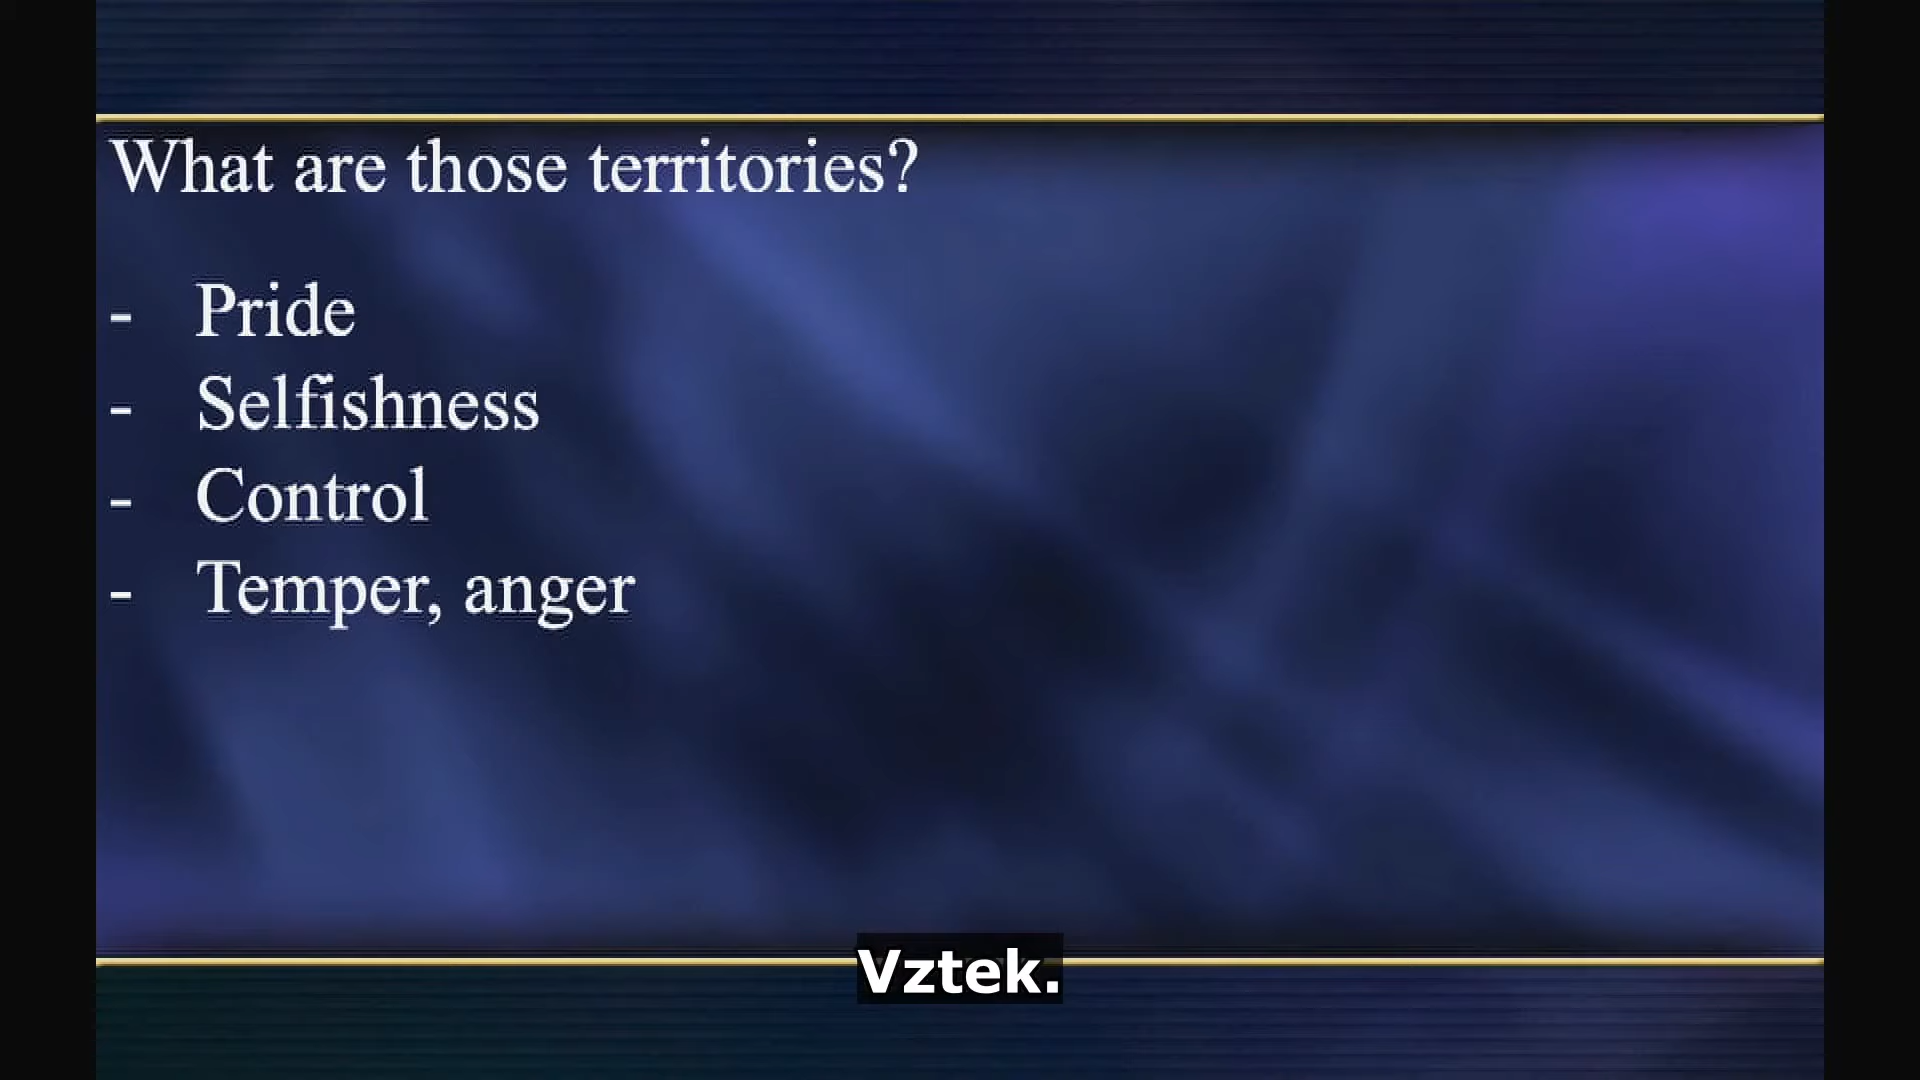 What are those territories?
- Pride
- Selfishness
- Control
- Temper, anger
Vztek.